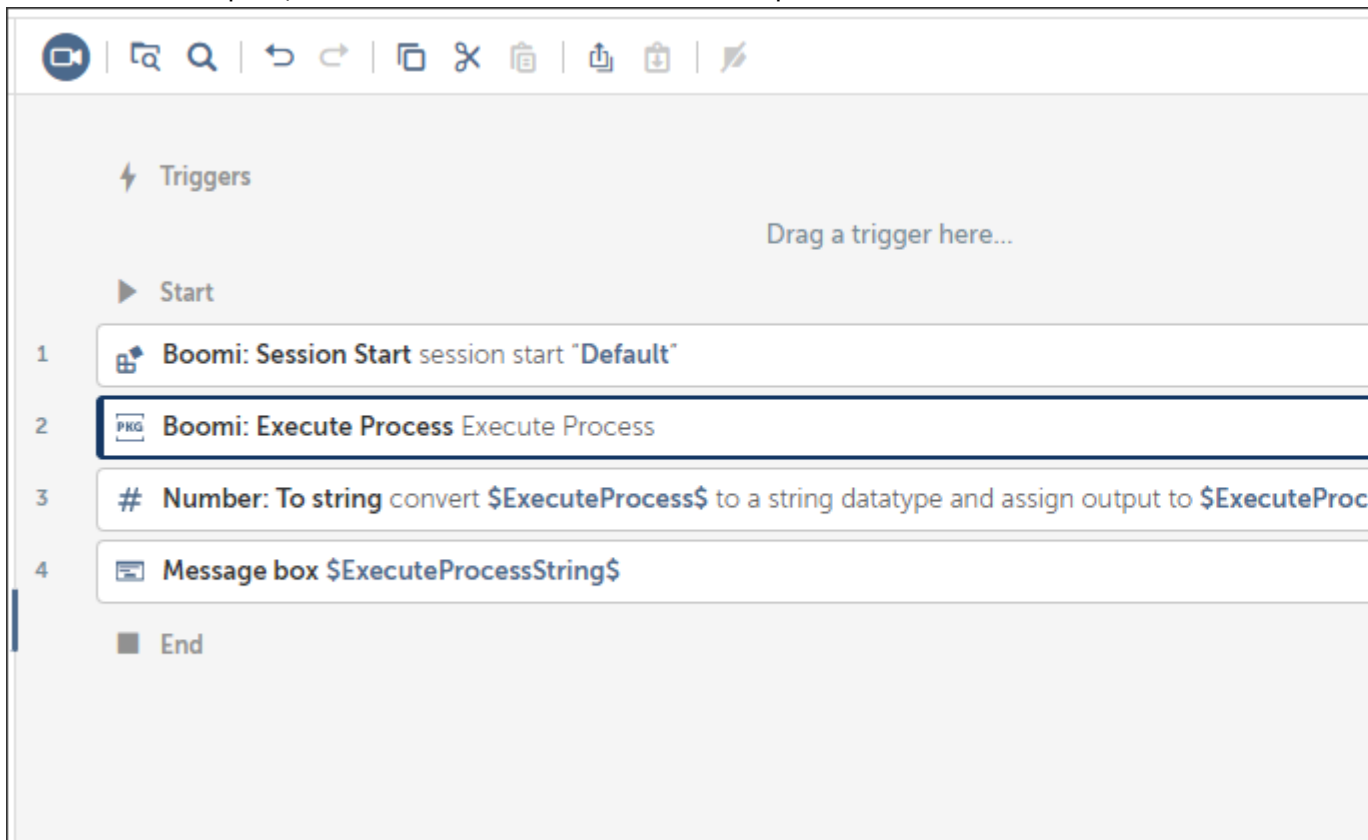 Triggers
Drag a trigger here...
Start
1 Boomi: Session Start session start "Default"
2 PKG Boomi: Execute Process Execute Process
3 # Number: To string convert $ExecuteProcess$ to a string datatype and assign output to $ExecuteProc
4 Message box $ExecuteProcessString$
End